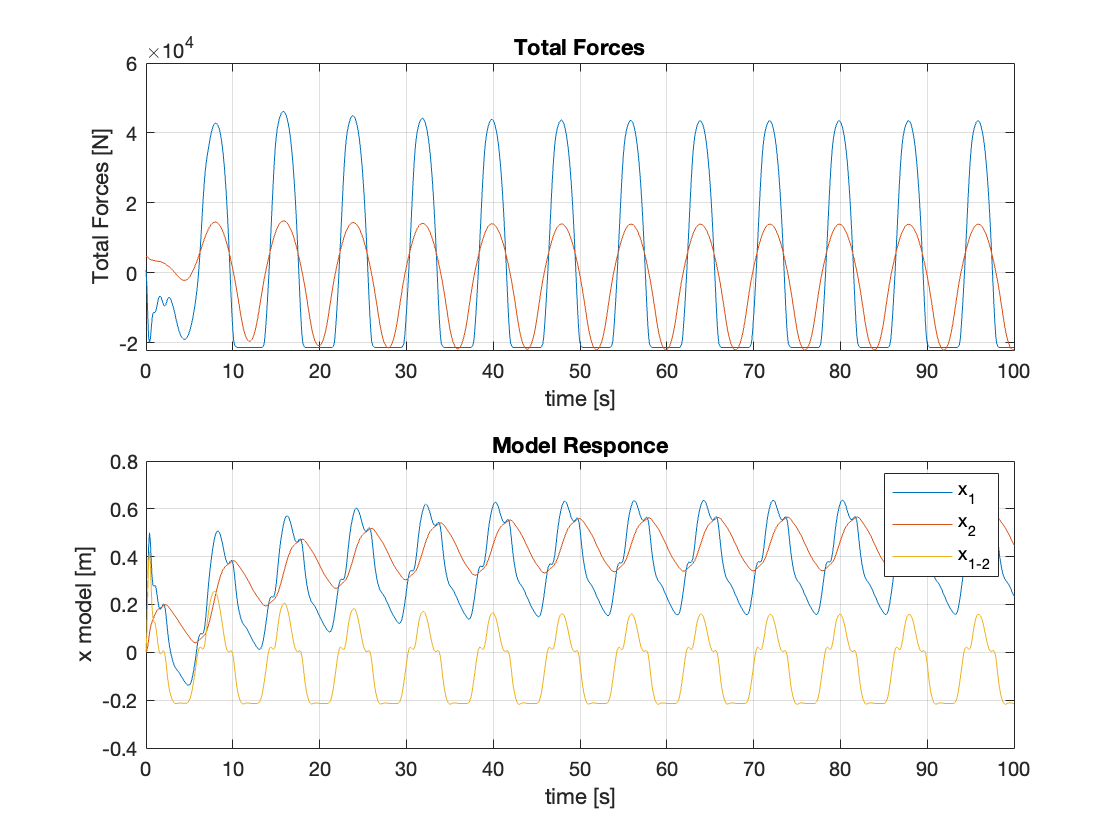 Total Forces
×10⁴
6
4
2
0
-2
Total Forces [N]
0 10 20 30 40 50 60 70 80 90 100
time [s]
Model Responce
0.8
0.6
0.4
0.2
0
-0.2
-0.4
x model [m]
x₁
x₂
x₁₋₂
0 10 20 30 40 50 60 70 80 90 100
time [s]